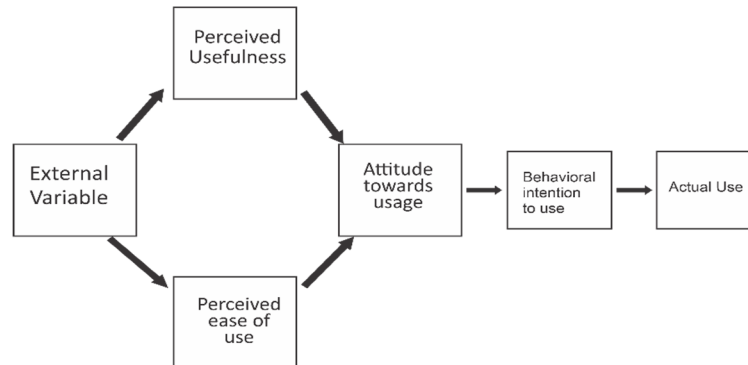 Perceived
Usefulness
External
Variable
Attitude
towards
usage
Behavioral
intention
to use
Actual Use
Perceived
ease of
use